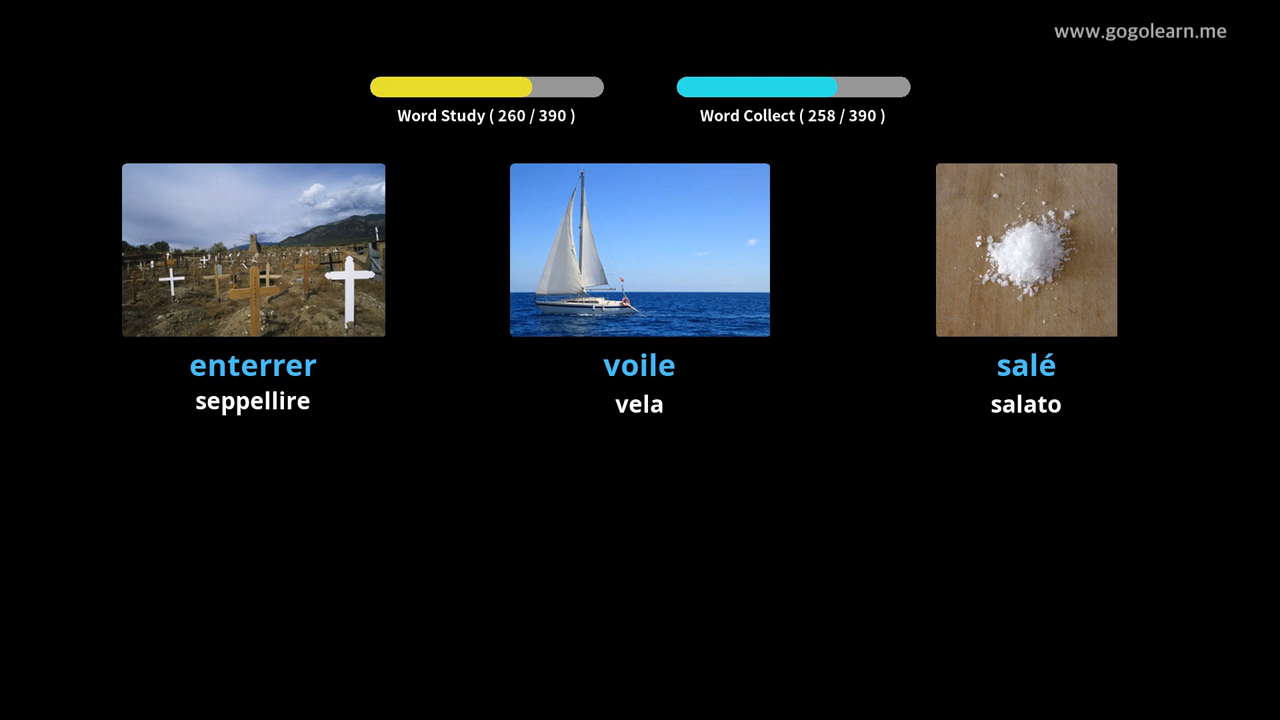 www.gogolearn.me
Word Study ( 260 / 390 )
Word Collect ( 258 / 390 )
enterrer
seppellire
voile
vela
salé
salato